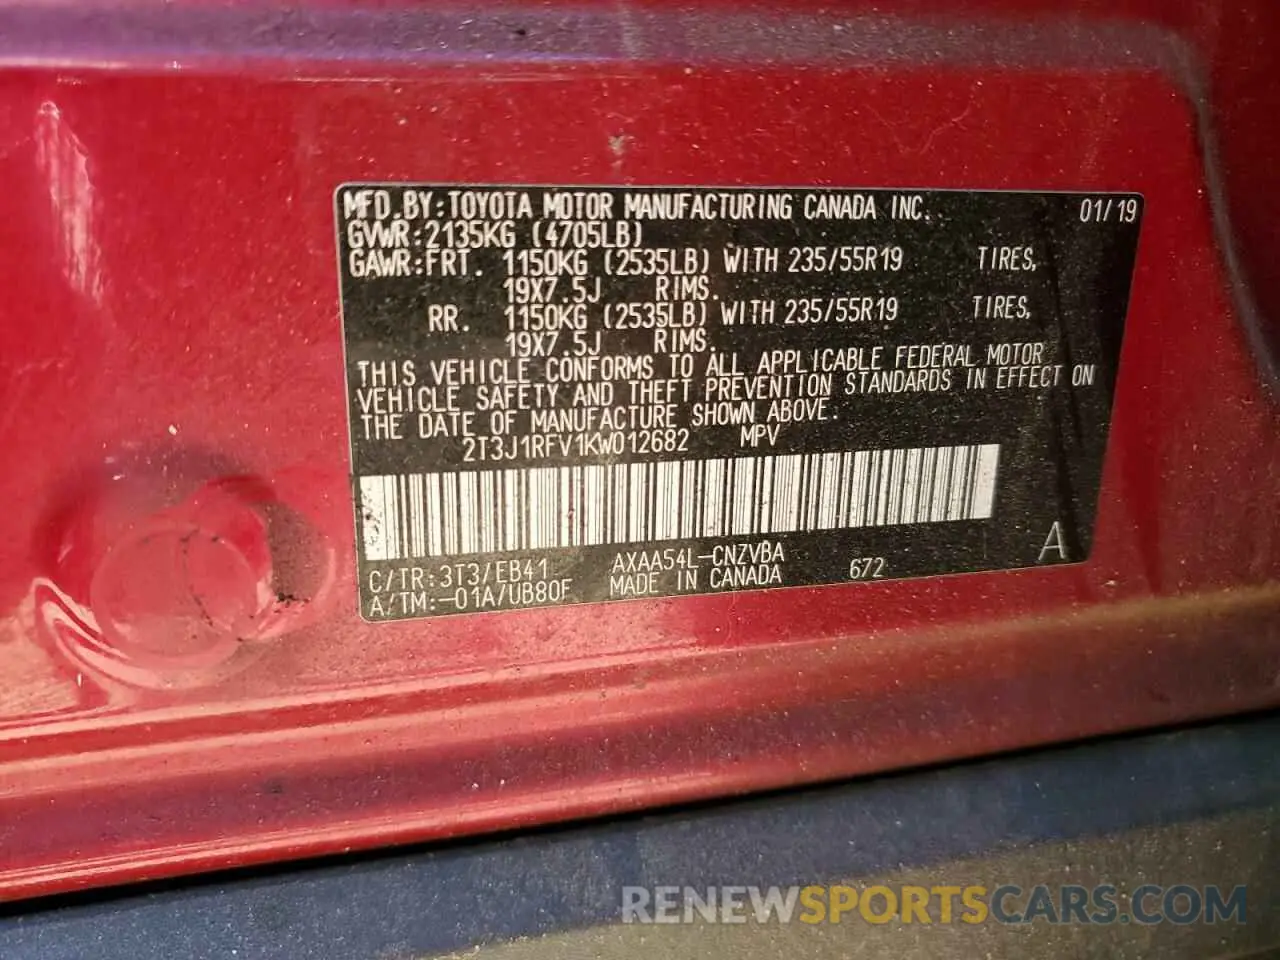 MFD.BY:TOYOTA MOTOR MANUFACTURING CANADA INC. 01/19
GVWR:2135KG (4705LB)
GAWR:FRT. 1150KG (2535LB) WITH 235/55R19 TIRES,
19X7.5J RIMS.
RR. 1150KG (2535LB) WITH 235/55R19 TIRES,
19X7.5J RIMS.
THIS VEHICLE CONFORMS TO ALL APPLICABLE FEDERAL MOTOR
VEHICLE SAFETY AND THEFT PREVENTION STANDARDS IN EFFECT ON
THE DATE OF MANUFACTURE SHOWN ABOVE.
2T3J1RFV1KW012682 MPV
C/TR:3T3/EB41 AXAA54L-CNZVBA 672 A
A/TM:-01A/UB80F MADE IN CANADA
RENEWSPORTSCARS.COM